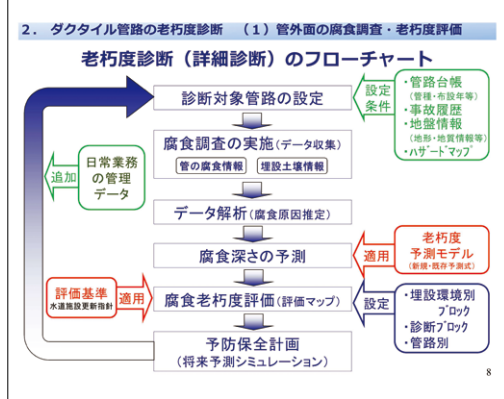 ２． ダクタイル管路の老朽度診断 （１）管外面の腐食調査・老朽度評価
老朽度診断（詳細診断）のフローチャート
診断対象管路の設定
設定
条件
・管路台帳
（管種・布設年等）
・事故履歴
・地盤情報
（地形・地質情報等）
・ﾊｻﾞｰﾄﾞﾏｯﾌﾟ
腐食調査の実施（データ収集）
管の腐食情報
埋設土壌情報
追加
日常業務
の管理
データ
データ解析（腐食原因推定）
腐食深さの予測
適用
老朽度
予測モデル
（新規・既存予測式）
評価基準
水道施設更新指針
適用
腐食老朽度評価（評価マップ）
設定
・埋設環境別
ﾌﾞﾛｯｸ
・診断ﾌﾞﾛｯｸ
・管路別
予防保全計画
（将来予測シミュレーション）
8